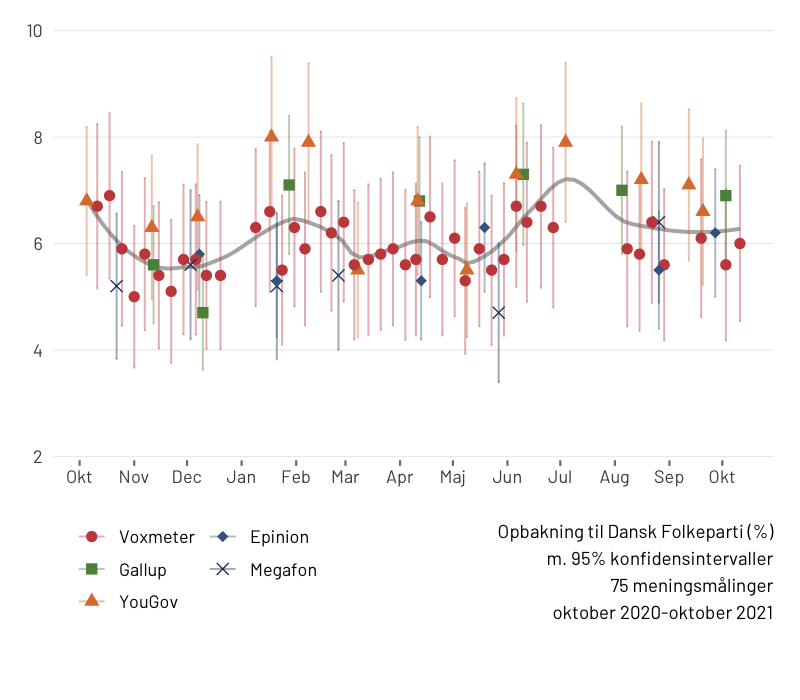 10
8
6
4
2
Okt Nov Dec Jan Feb Mar Apr Maj Jun Jul Aug Sep Okt
Voxmeter Epinion
Gallup Megafon
YouGov
Opbakning til Dansk Folkeparti (%)
m. 95% konfidensintervaller
75 meningsmålinger
oktober 2020-oktober 2021